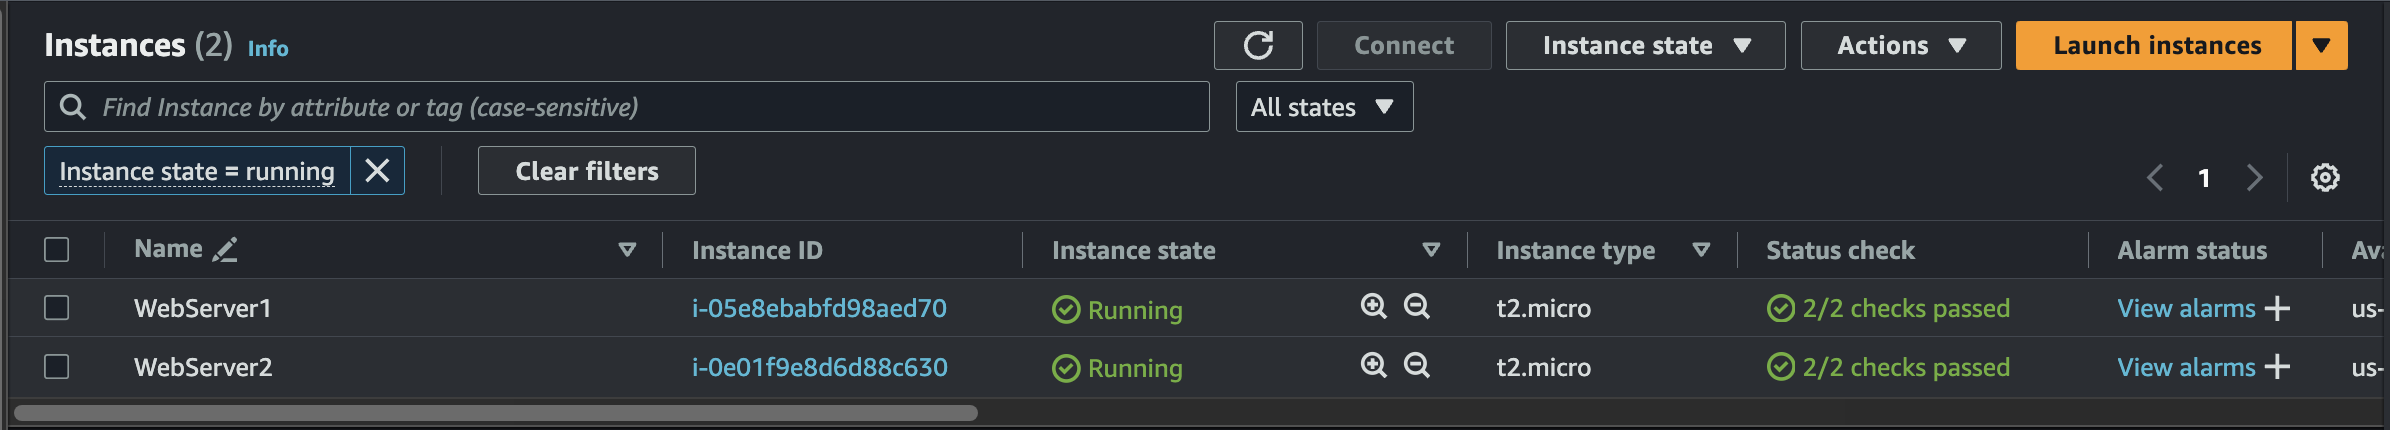 Instances (2) Info Connect Instance state Actions Launch instances
Find Instance by attribute or tag (case-sensitive) All states
Instance state = running Clear filters 1
Name Instance ID Instance state Instance type Status check Alarm status Av
WebServer1 i-05e8ebabfd98aed70 Running t2.micro 2/2 checks passed View alarms us-
WebServer2 i-0e01f9e8d6d88c630 Running t2.micro 2/2 checks passed View alarms us-